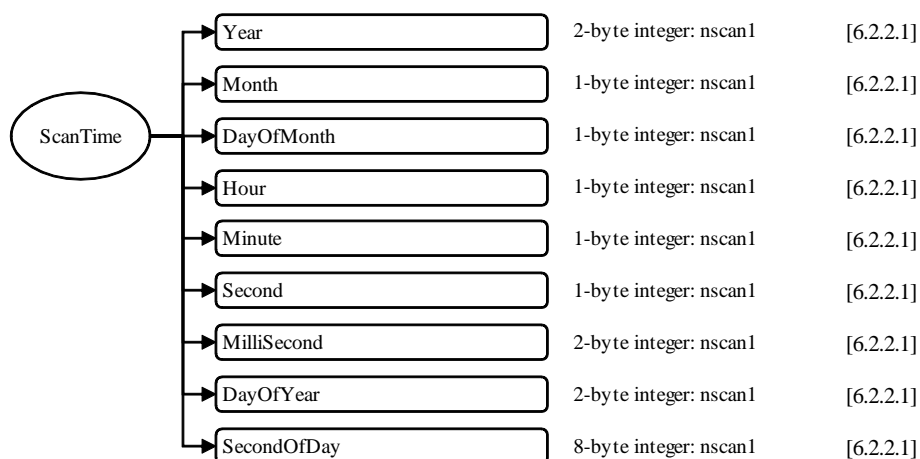 Year 2-byte integer: nscan1 [6.2.2.1]
Month 1-byte integer: nscan1 [6.2.2.1]
ScanTime DayOfMonth 1-byte integer: nscan1 [6.2.2.1]
Hour 1-byte integer: nscan1 [6.2.2.1]
Minute 1-byte integer: nscan1 [6.2.2.1]
Second 1-byte integer: nscan1 [6.2.2.1]
MilliSecond 2-byte integer: nscan1 [6.2.2.1]
DayOfYear 2-byte integer: nscan1 [6.2.2.1]
SecondOfDay 8-byte integer: nscan1 [6.2.2.1]